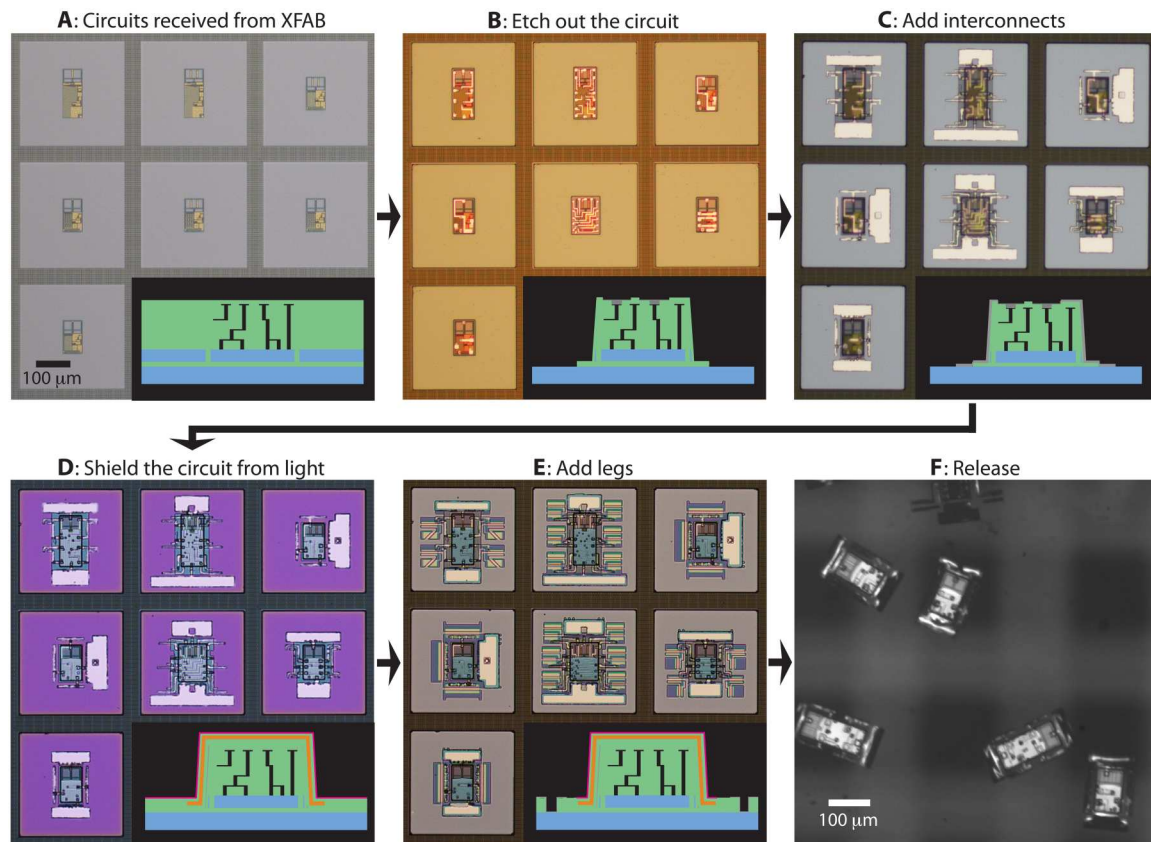 A: Circuits received from XFAB
B: Etch out the circuit
C: Add interconnects
100 μm
D: Shield the circuit from light
E: Add legs
F: Release
100 μm